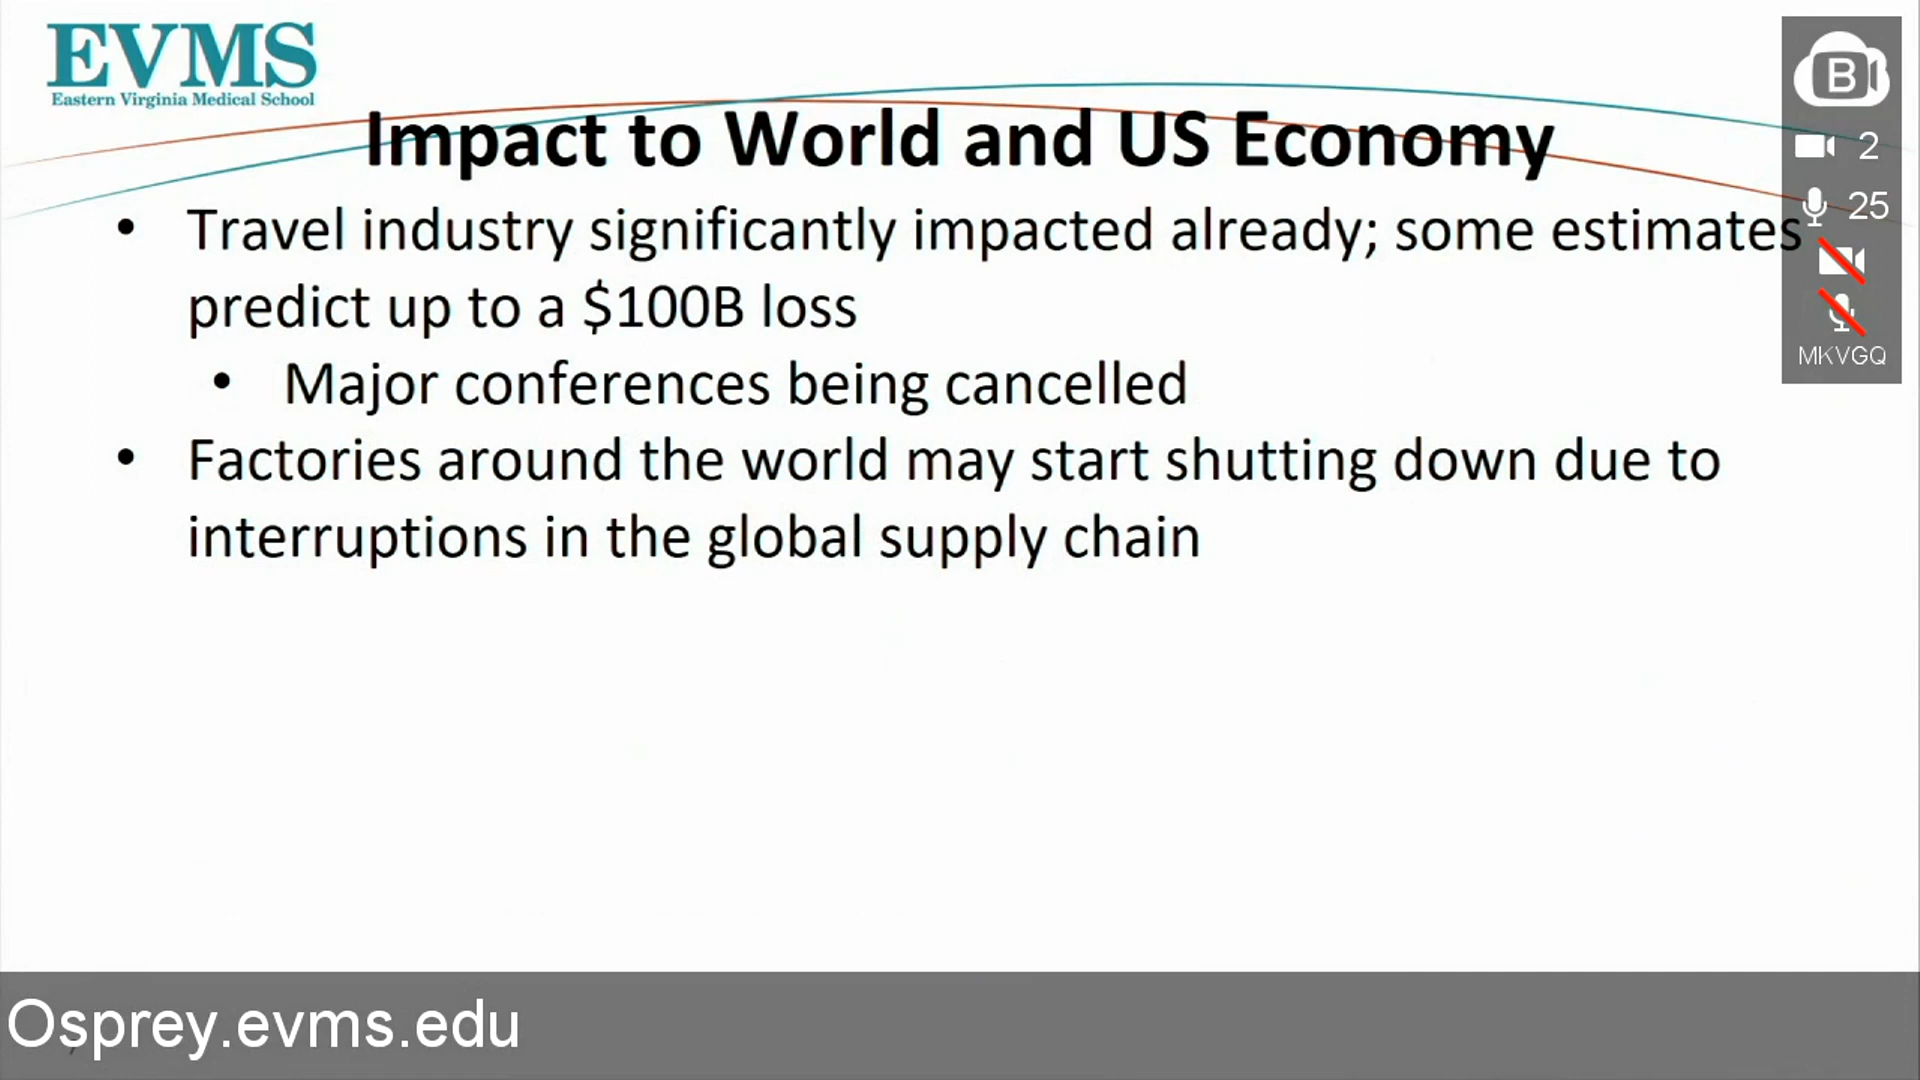 EVMS
Eastern Virginia Medical School
Impact to World and US Economy
• Travel industry significantly impacted already; some estimates
predict up to a $100B loss
• Major conferences being cancelled
• Factories around the world may start shutting down due to
interruptions in the global supply chain
B
2
25
MKVGQ
Osprey.evms.edu